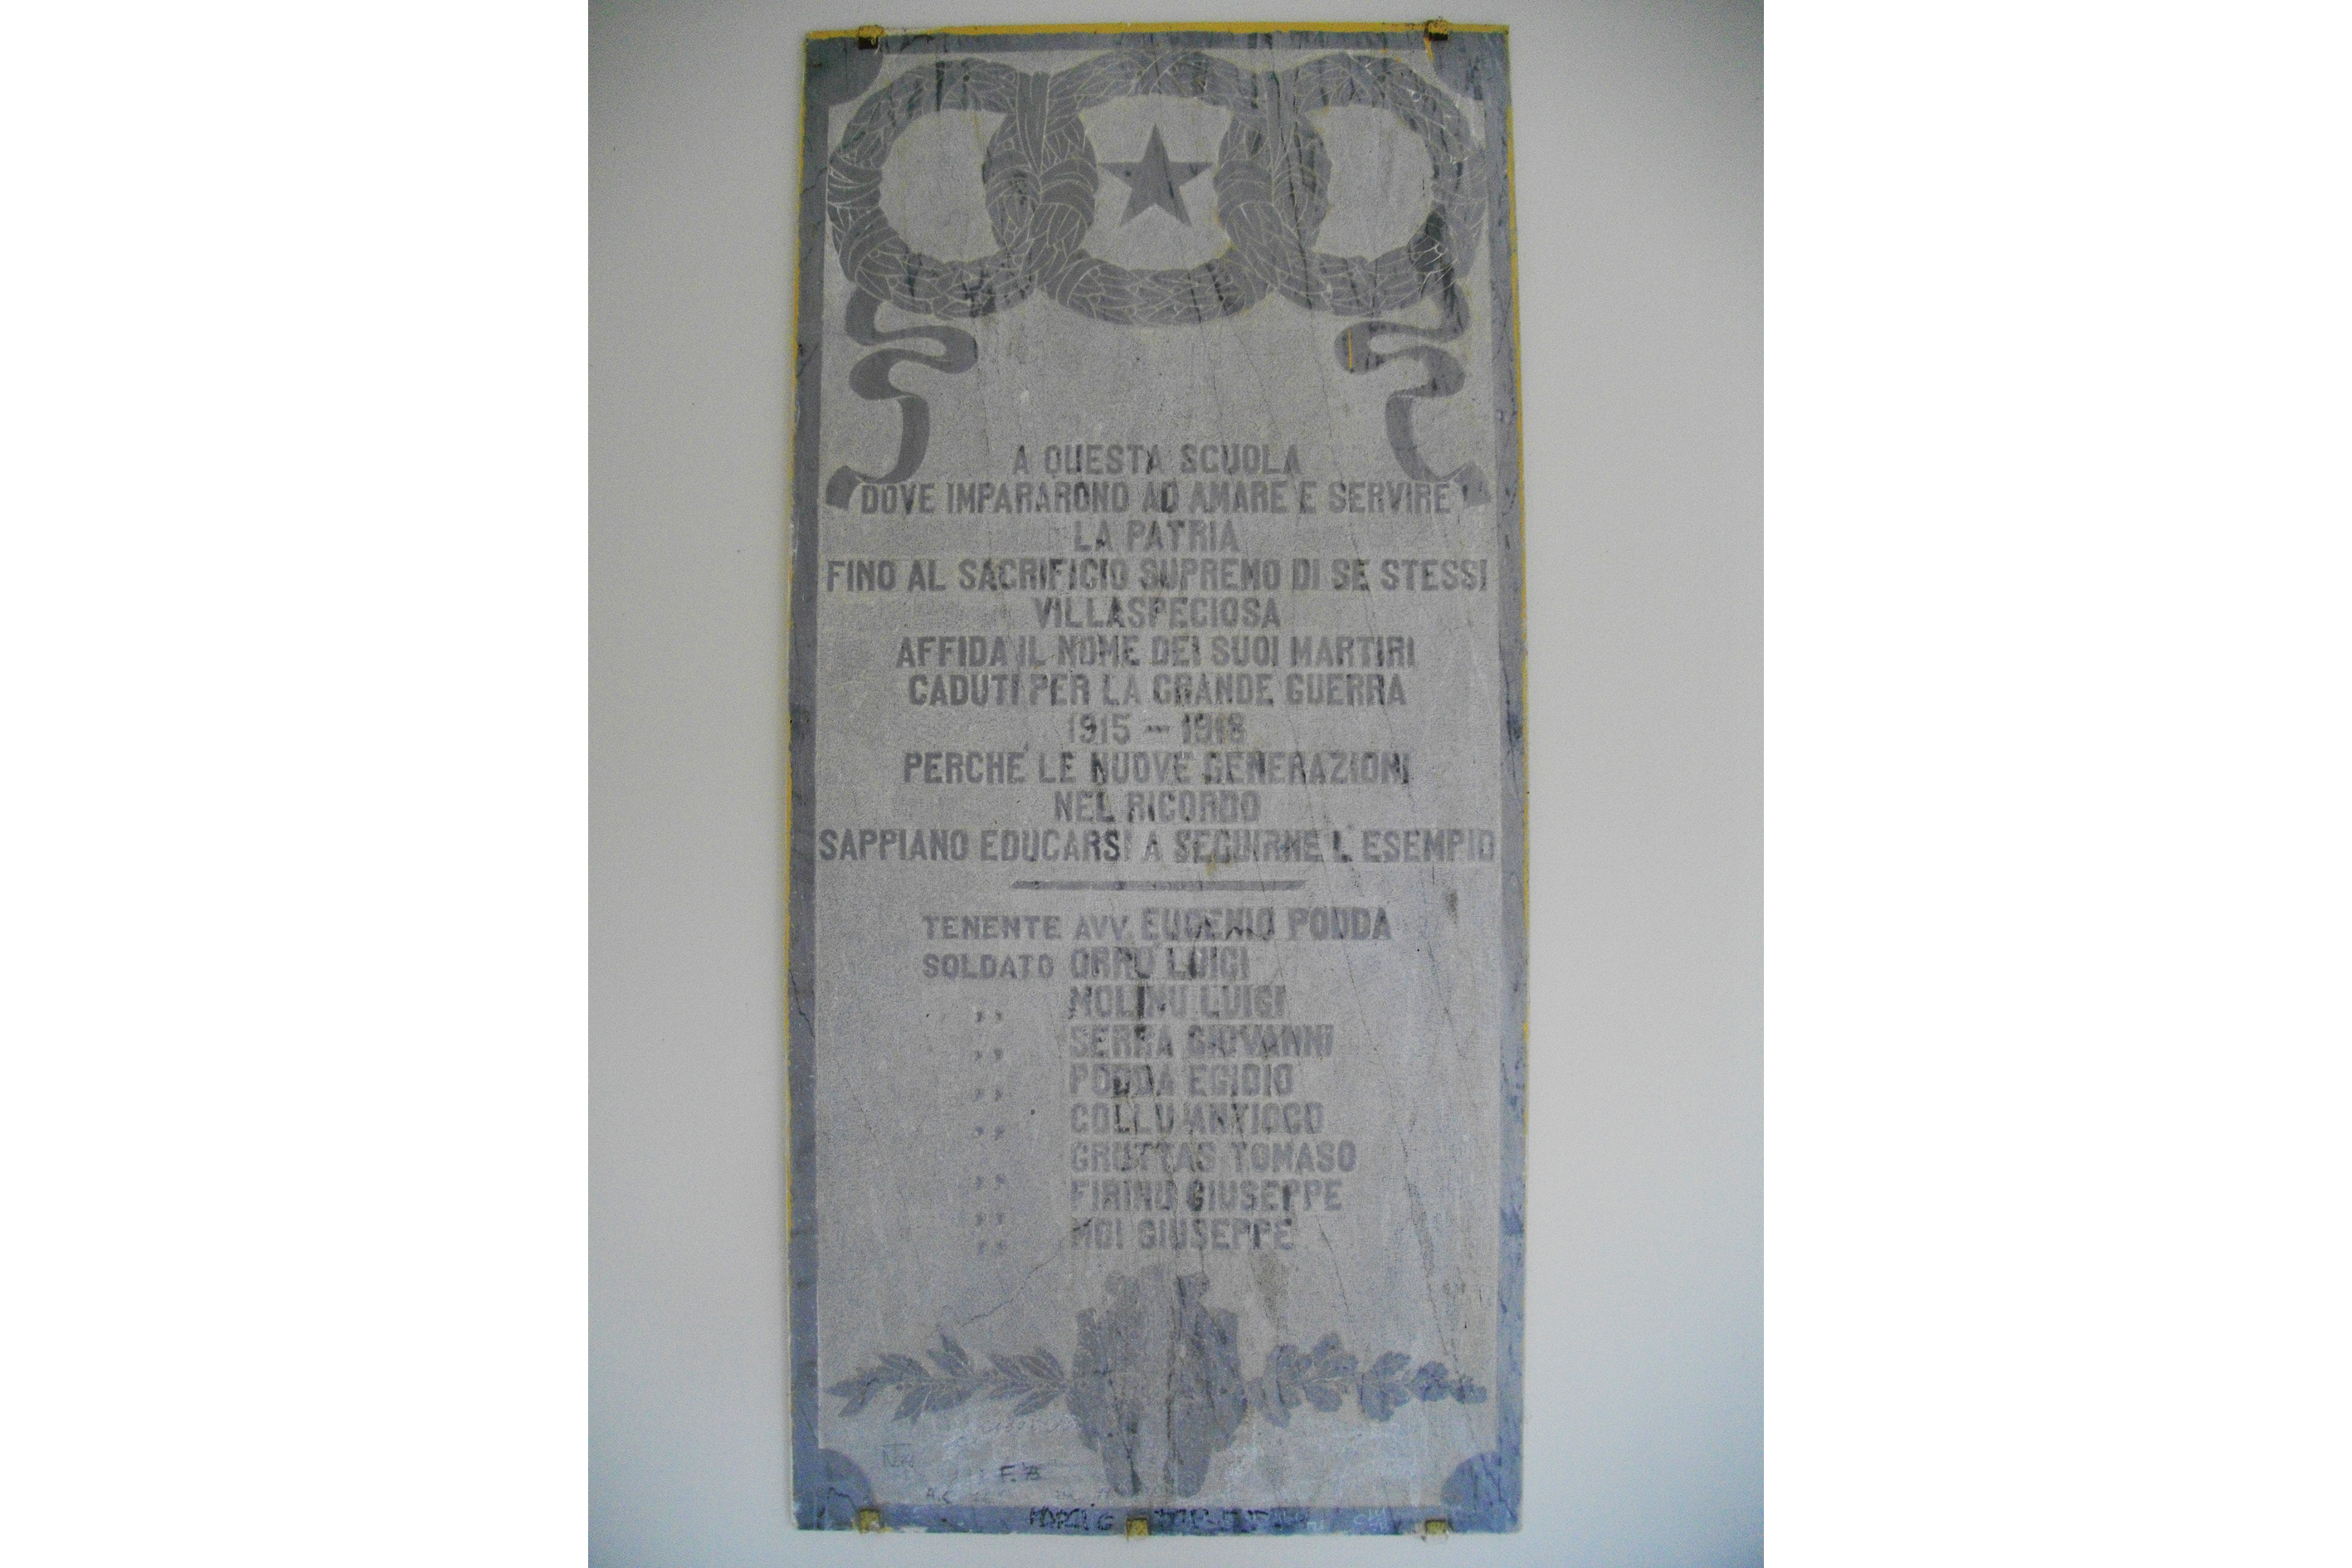 A QUESTA SCUOLA
DOVE IMPARARONO AD AMARE E SERVIRE LA
LA PATRIA
FINO AL SACRIFICIO SUPREMO DI SE STESSI
VILLASPECIOSA
AFFIDA IL NOME DEI SUOI MARTIRI
CADUTI PER LA GRANDE GUERRA
1915 – 1918
PERCHE' LE NUOVE GENERAZIONI
NEL RICORDO
SAPPIANO EDUCARSI A SEGUIRNE L'ESEMPIO
TENENTE AVV. EUGENIO PODDA
SOLDATO ORRU' LUIGI
,, MOLINU LUIGI
,, SERRA GIOVANNI
,, PODDA EGIDIO
,, COLLU ANTIOCO
,, GRUTTAS TOMASO
,, FIRINU GIUSEPPE
,, MOI GIUSEPPE
F. B
A.C